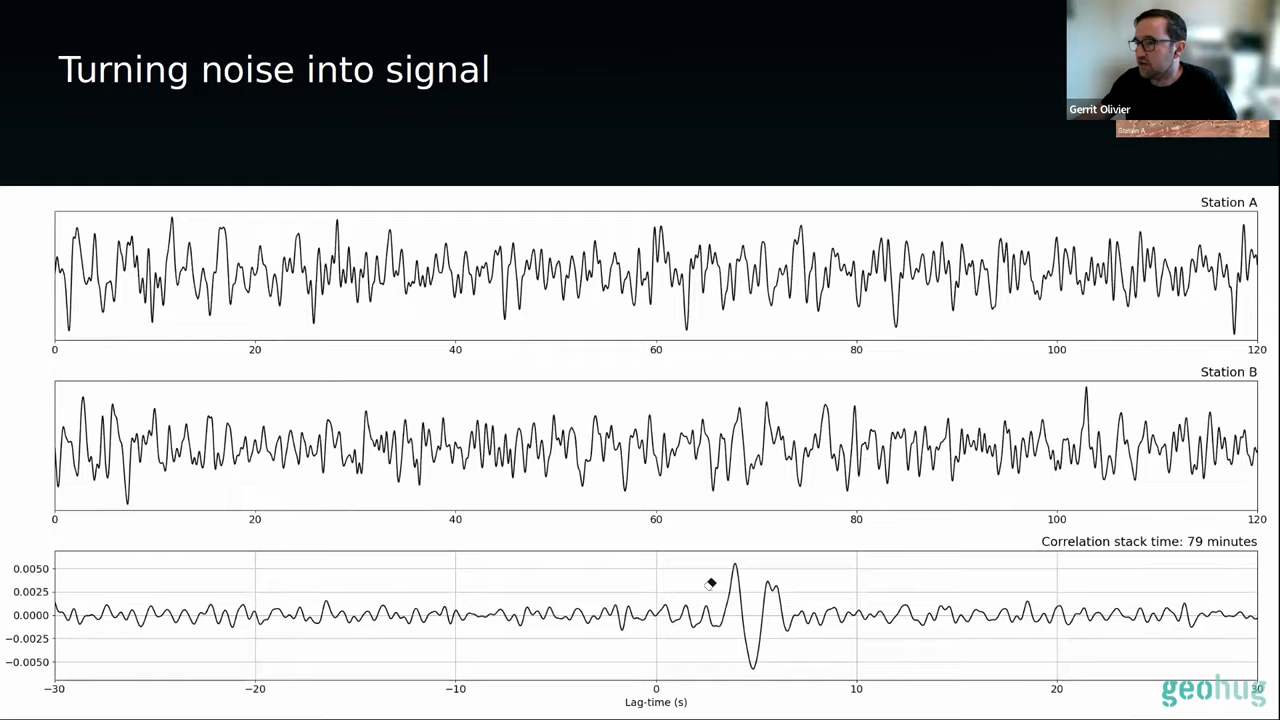 Turning noise into signal
Gerrit Olivier
Station A
Station A
0 20 40 60 80 100 120
Station B
0 20 40 60 80 100 120
Correlation stack time: 79 minutes
0.0050
0.0025
0.0000
−0.0025
−0.0050
−30 −20 −10 0 10 20 30
Lag-time (s)
geohug